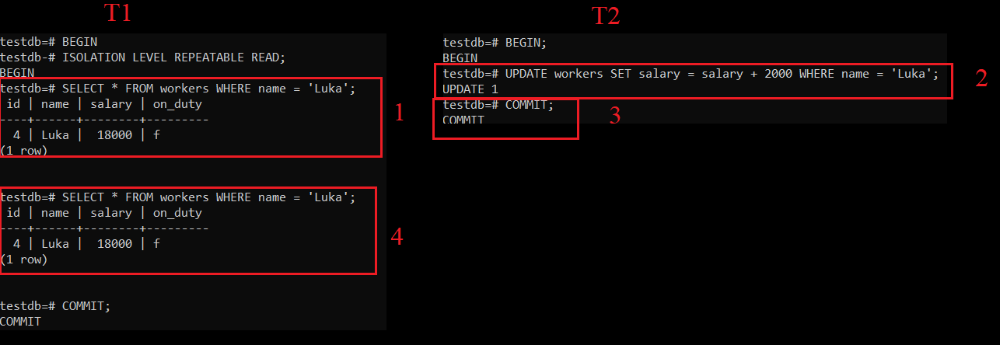 T1
testdb=# BEGIN
testdb-# ISOLATION LEVEL REPEATABLE READ;
BEGIN
testdb=# SELECT * FROM workers WHERE name = 'Luka';
 id | name | salary | on_duty
----+------+--------+---------
  4 | Luka |  18000 | f
(1 row)
1
testdb=# SELECT * FROM workers WHERE name = 'Luka';
 id | name | salary | on_duty
----+------+--------+---------
  4 | Luka |  18000 | f
(1 row)
4
testdb=# COMMIT;
COMMIT
T2
testdb=# BEGIN;
BEGIN
testdb=# UPDATE workers SET salary = salary + 2000 WHERE name = 'Luka';
UPDATE 1
2
testdb=# COMMIT;
COMMIT
3